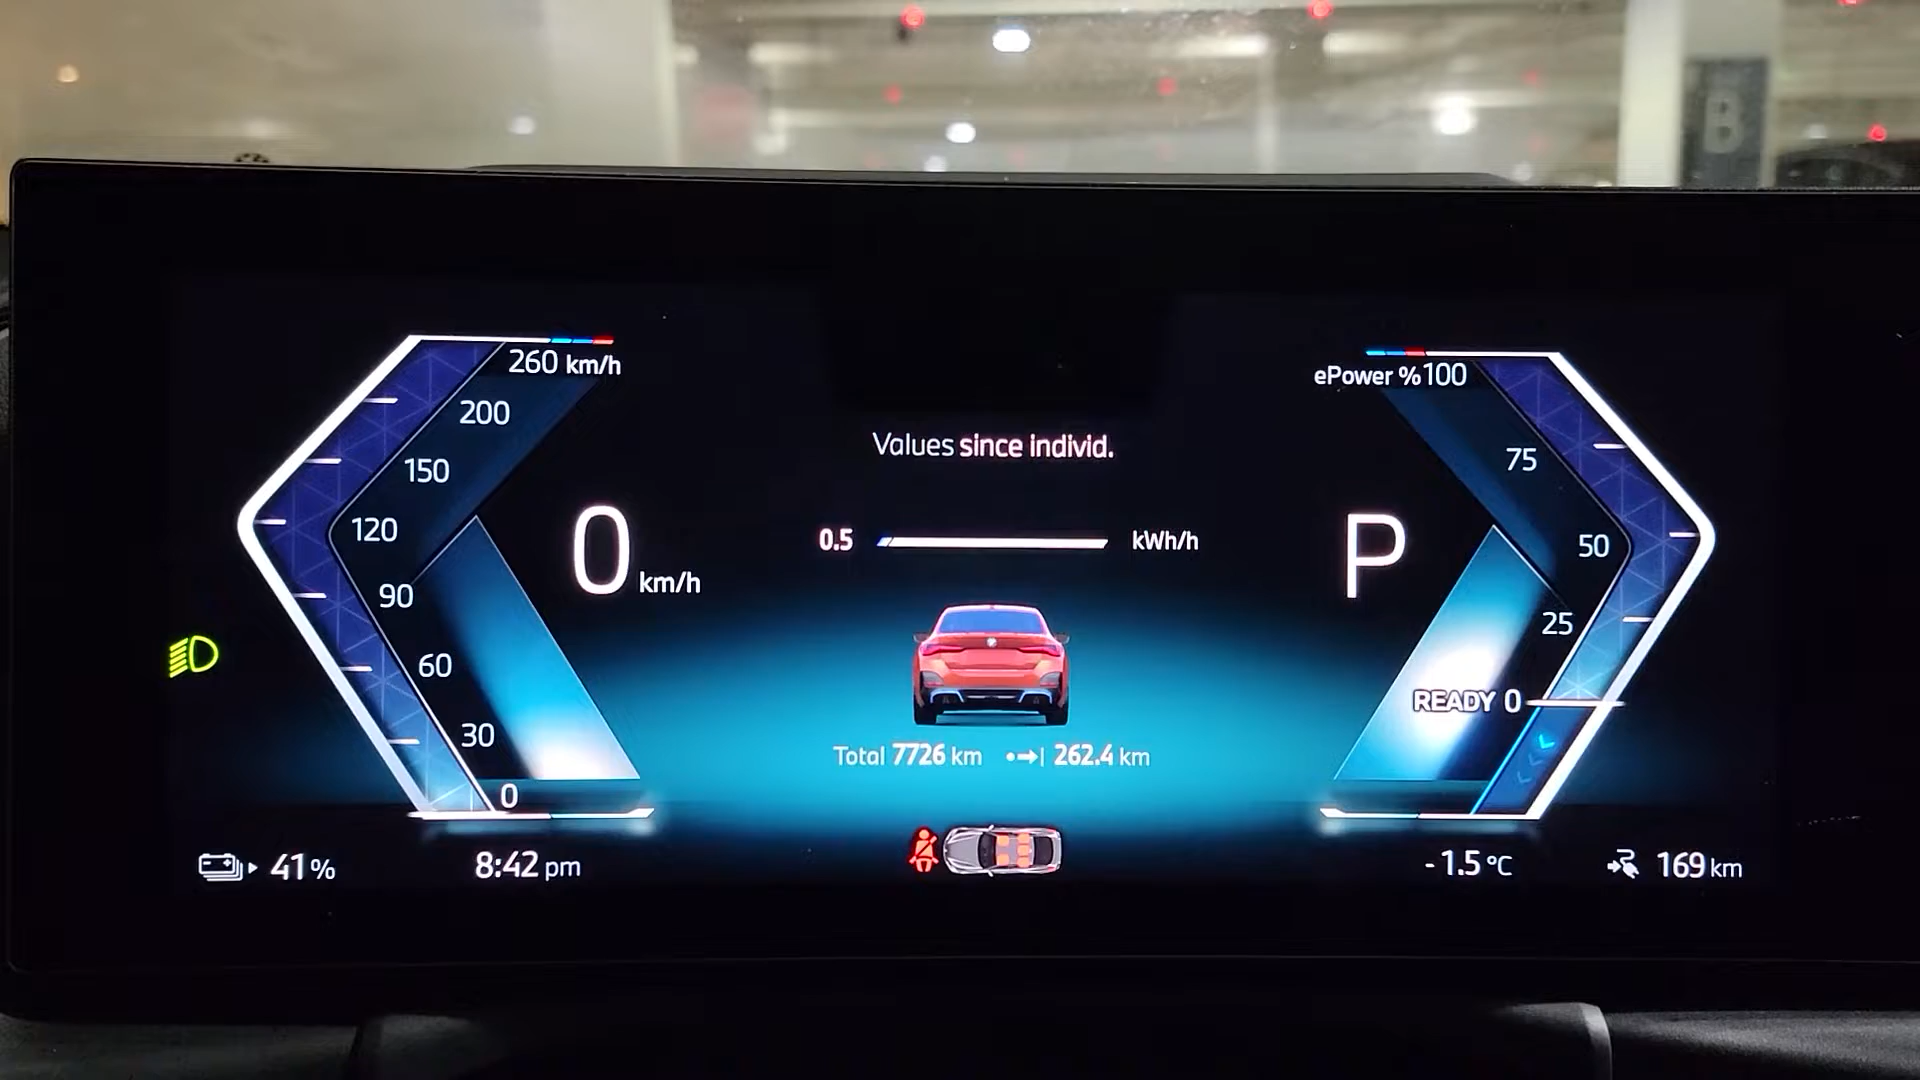 B
260 km/h
200
150
120
90
60
30
0
0 km/h
Values since individ.
0.5 kWh/h
Total 7726 km 262.4 km
ePower %100
75
50
25
READY 0
P
41 %
8:42 pm
-1.5 °C
169 km